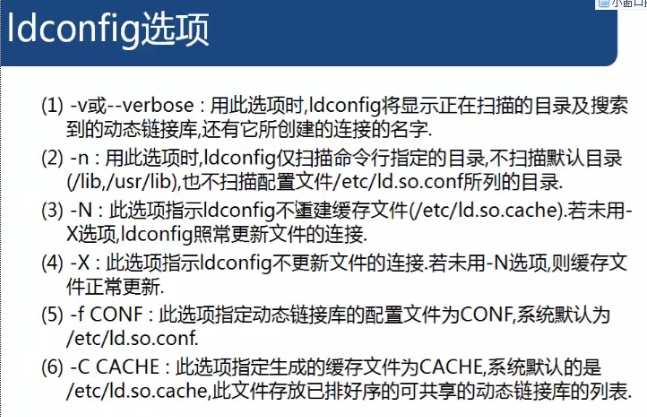 小窗口播
ldconfig选项
(1) -v或--verbose : 用此选项时,ldconfig将显示正在扫描的目录及搜索
到的动态链接库,还有它所创建的连接的名字.
(2) -n : 用此选项时,ldconfig仅扫描命令行指定的目录,不扫描默认目录
(/lib,/usr/lib),也不扫描配置文件/etc/ld.so.conf所列的目录.
(3) -N : 此选项指示ldconfig不重建缓存文件(/etc/ld.so.cache).若未用-
X选项,ldconfig照常更新文件的连接.
(4) -X : 此选项指示ldconfig不更新文件的连接.若未用-N选项,则缓存文
件正常更新.
(5) -f CONF : 此选项指定动态链接库的配置文件为CONF,系统默认为
/etc/ld.so.conf.
(6) -C CACHE : 此选项指定生成的缓存文件为CACHE,系统默认的是
/etc/ld.so.cache,此文件存放已排好序的可共享的动态链接库的列表.